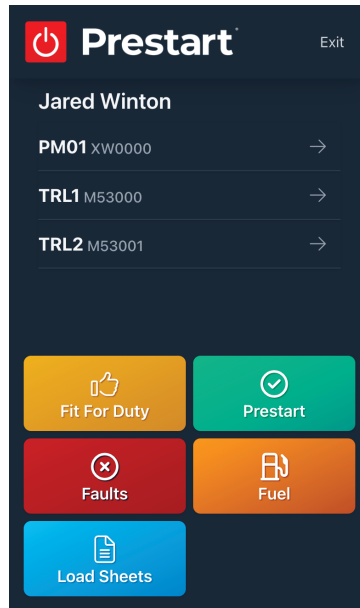 Prestart
Exit
Jared Winton
PM01 XW0000
TRL1 M53000
TRL2 M53001
Fit For Duty
Prestart
Faults
Fuel
Load Sheets